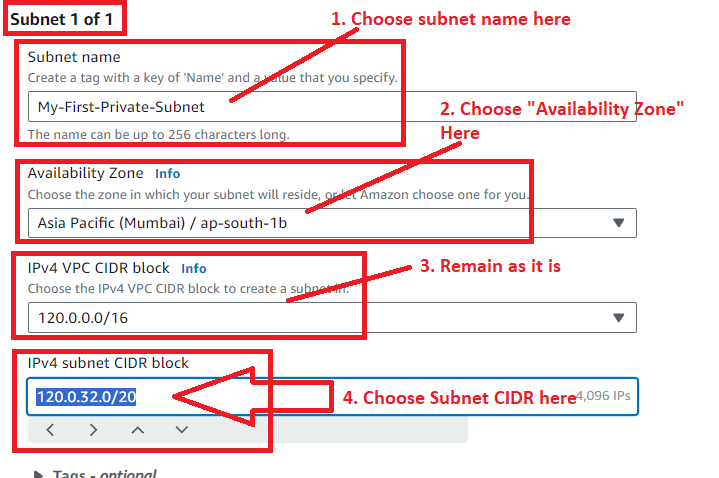 Subnet 1 of 1
1. Choose subnet name here
Subnet name
Create a tag with a key of 'Name' and a value that you specify.
My-First-Private-Subnet
The name can be up to 256 characters long.
2. Choose "Availability Zone"
Here
Availability Zone Info
Choose the zone in which your subnet will reside, or let Amazon choose one for you.
Asia Pacific (Mumbai) / ap-south-1b
IPv4 VPC CIDR block Info
3. Remain as it is
Choose the IPv4 VPC CIDR block to create a subnet in.
120.0.0.0/16
IPv4 subnet CIDR block
120.0.32.0/20
4. Choose Subnet CIDR here
4,096 IPs
Tags - optional